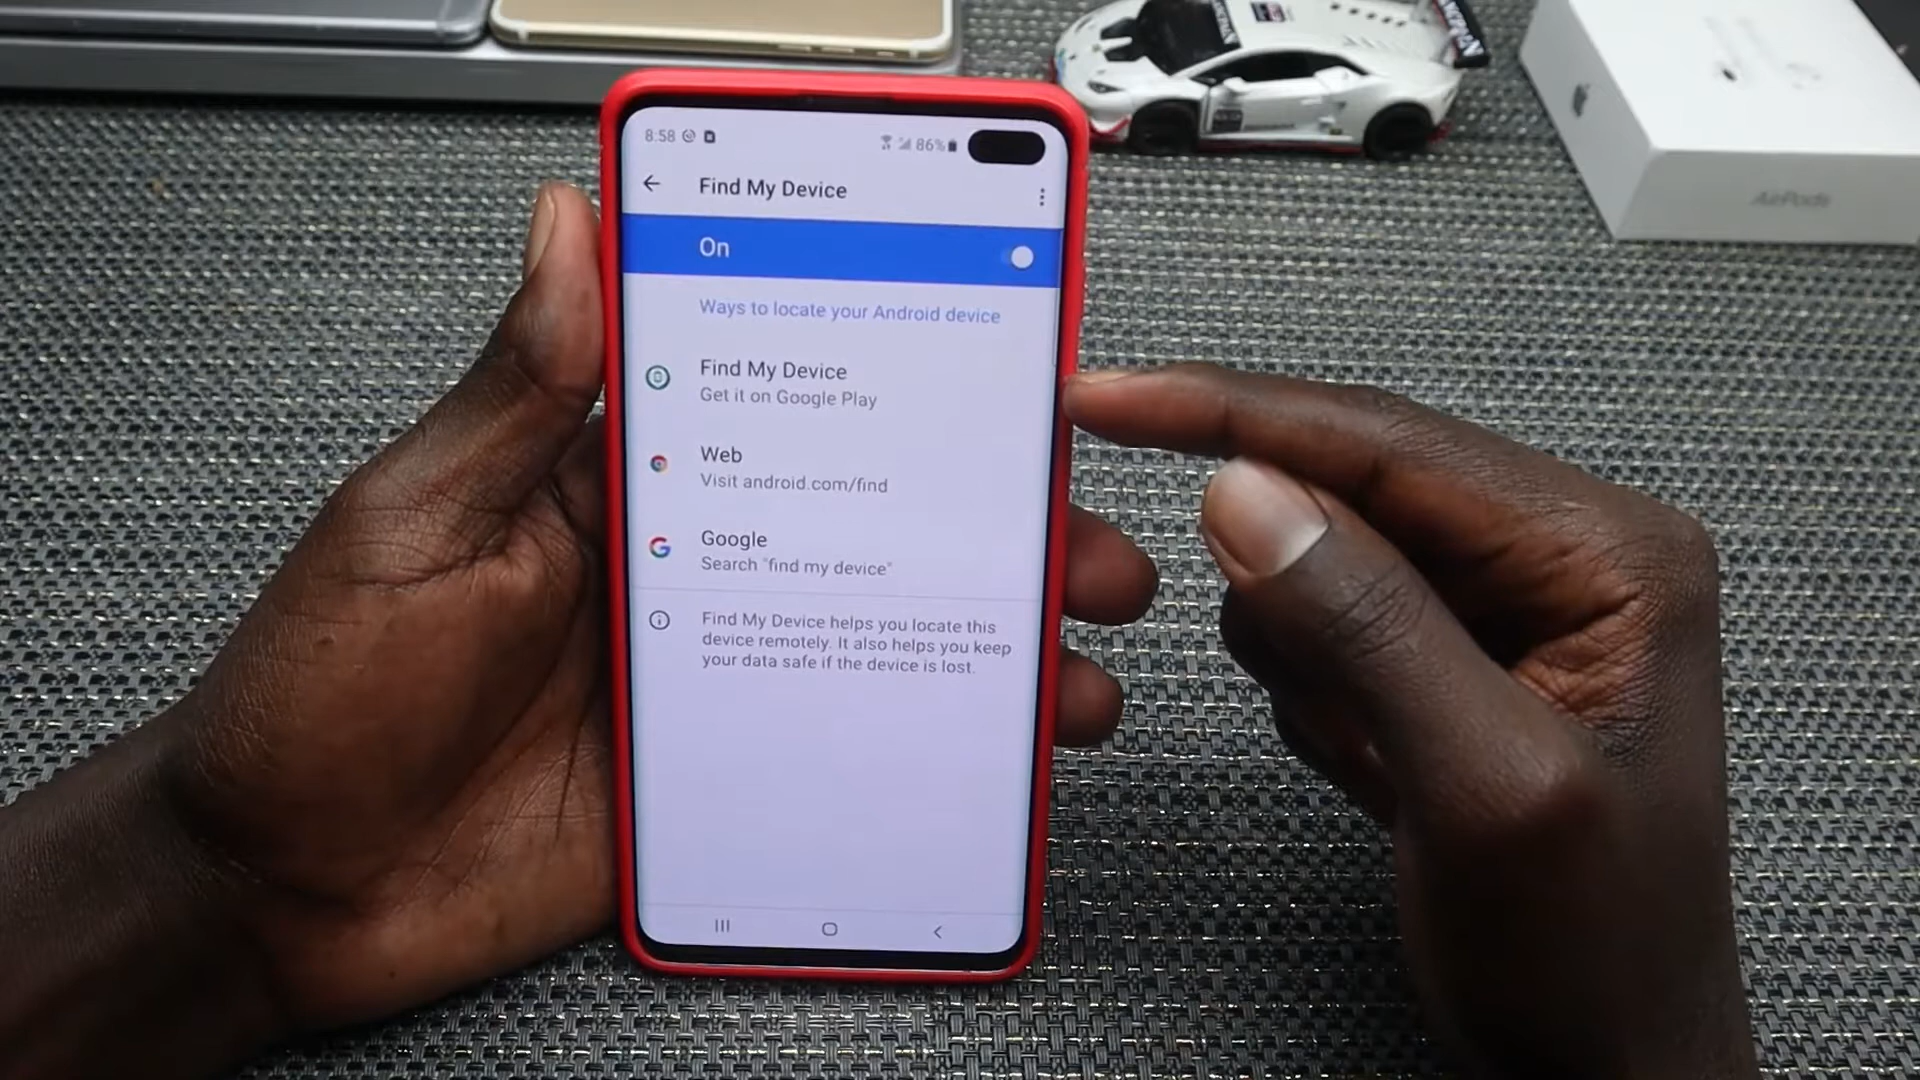 8:58
86%
Find My Device
On
Ways to locate your Android device
Find My Device
Get it on Google Play
Web
Visit android.com/find
Google
Search "find my device"
Find My Device helps you locate this
device remotely. It also helps you keep
your data safe if the device is lost.
AirPods